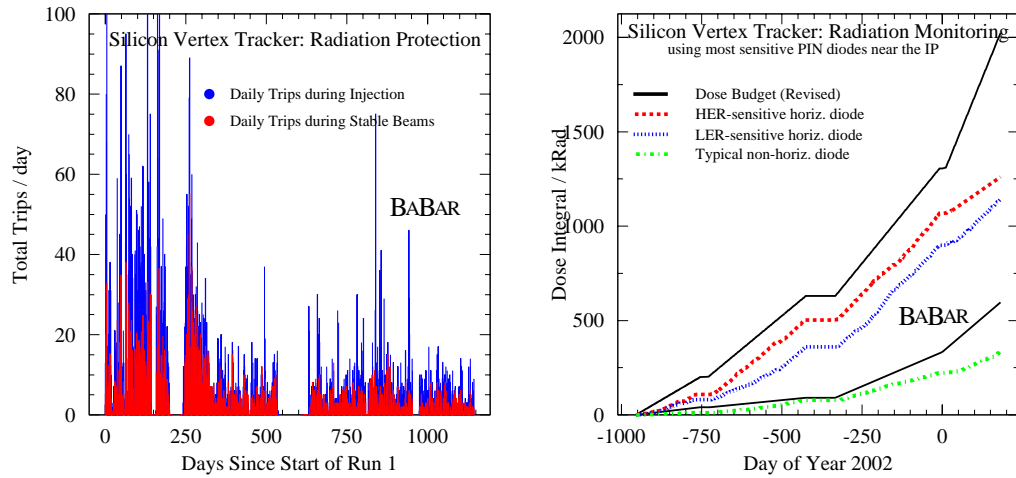 Silicon Vertex Tracker: Radiation Protection
Daily Trips during Injection
Daily Trips during Stable Beams
BABAR
Total Trips / day
100
80
60
40
20
0
0 250 500 750 1000
Days Since Start of Run 1
Silicon Vertex Tracker: Radiation Monitoring
using most sensitive PIN diodes near the IP
Dose Budget (Revised)
HER-sensitive horiz. diode
LER-sensitive horiz. diode
Typical non-horiz. diode
BABAR
Dose Integral / kRad
2000
1500
1000
500
0
-1000 -750 -500 -250 0
Day of Year 2002